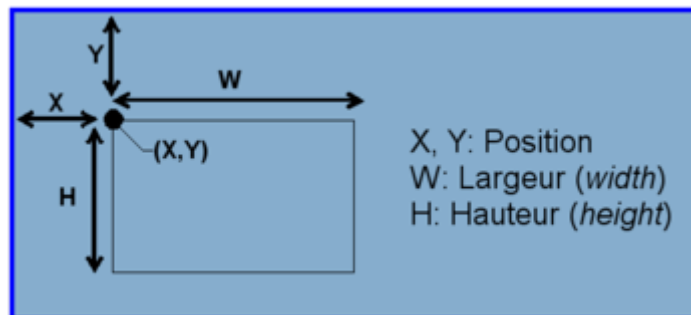 Y
W
X
(X,Y)
H
X, Y: Position
W: Largeur (width)
H: Hauteur (height)